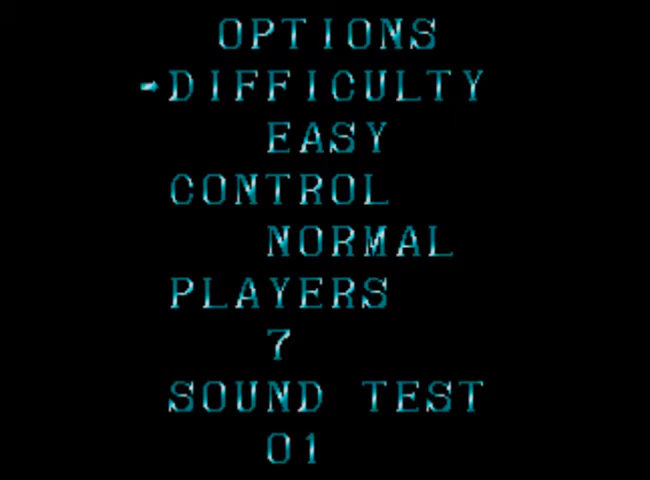 OPTIONS
DIFFICULTY
EASY
CONTROL
NORMAL
PLAYERS
7
SOUND TEST
01